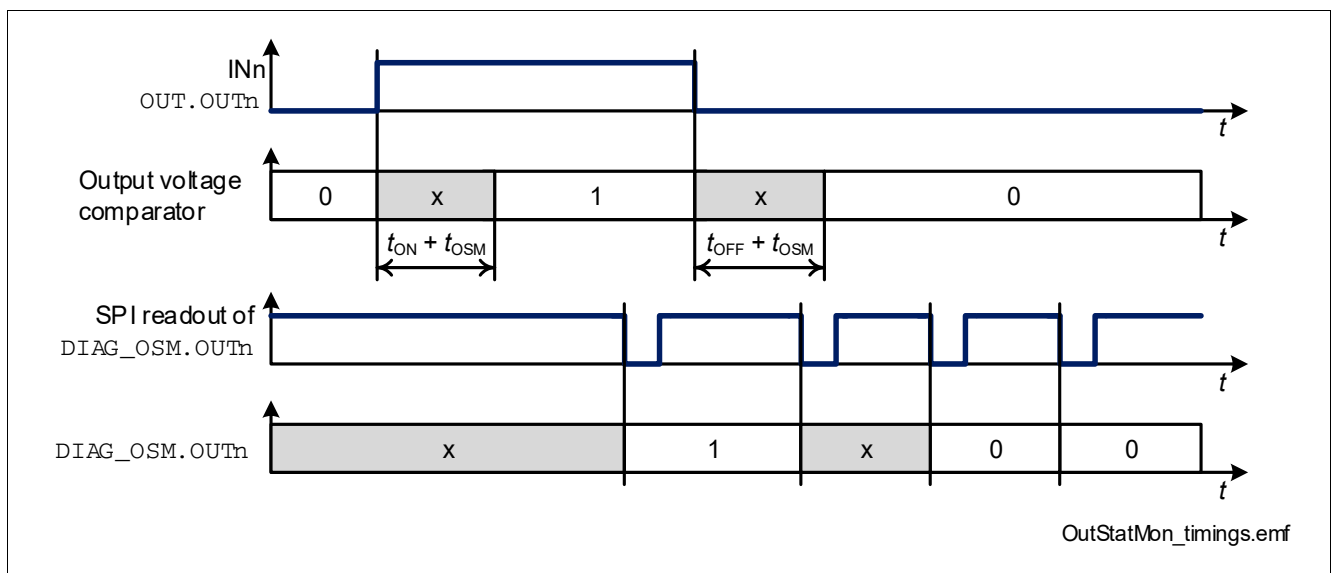 INn
OUT.OUTn
t
Output voltage
comparator
0 x 1 x 0
t
tON + tOSM tOFF + tOSM
SPI readout of
DIAG_OSM.OUTn
t
DIAG_OSM.OUTn
x 1 x 0 0
t
OutStatMon_timings.emf